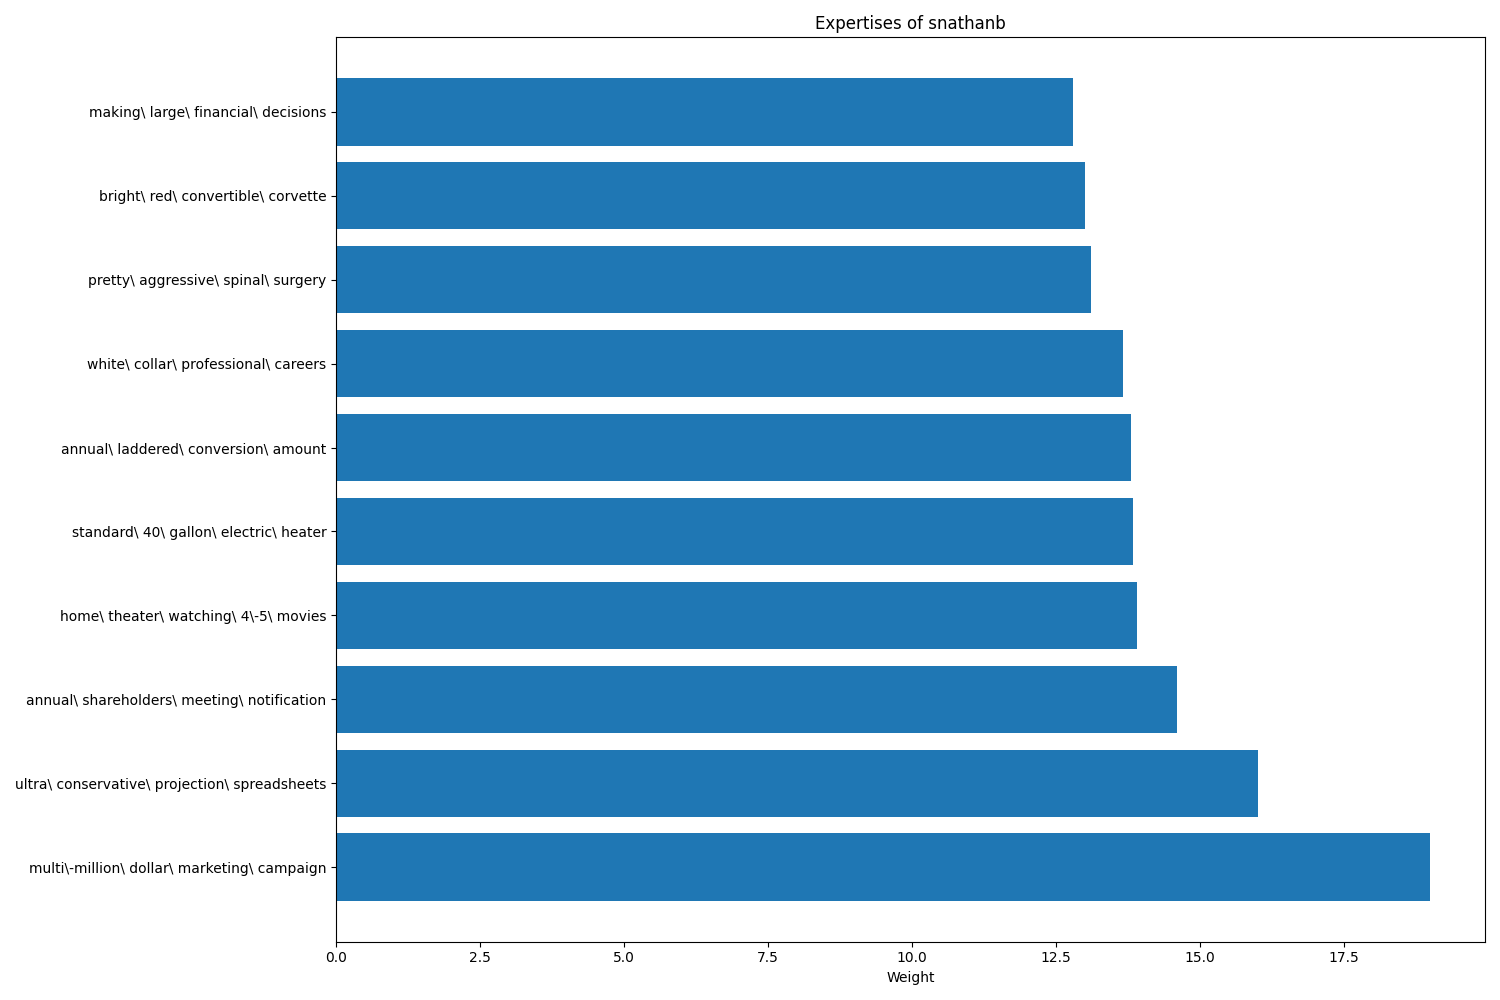 Expertises of snathanb
making\ large\ financial\ decisions
bright\ red\ convertible\ corvette
pretty\ aggressive\ spinal\ surgery
white\ collar\ professional\ careers
annual\ laddered\ conversion\ amount
standard\ 40\ gallon\ electric\ heater
home\ theater\ watching\ 4\-5\ movies
annual\ shareholders\ meeting\ notification
ultra\ conservative\ projection\ spreadsheets
multi\-million\ dollar\ marketing\ campaign
0.0 2.5 5.0 7.5 10.0 12.5 15.0 17.5
Weight